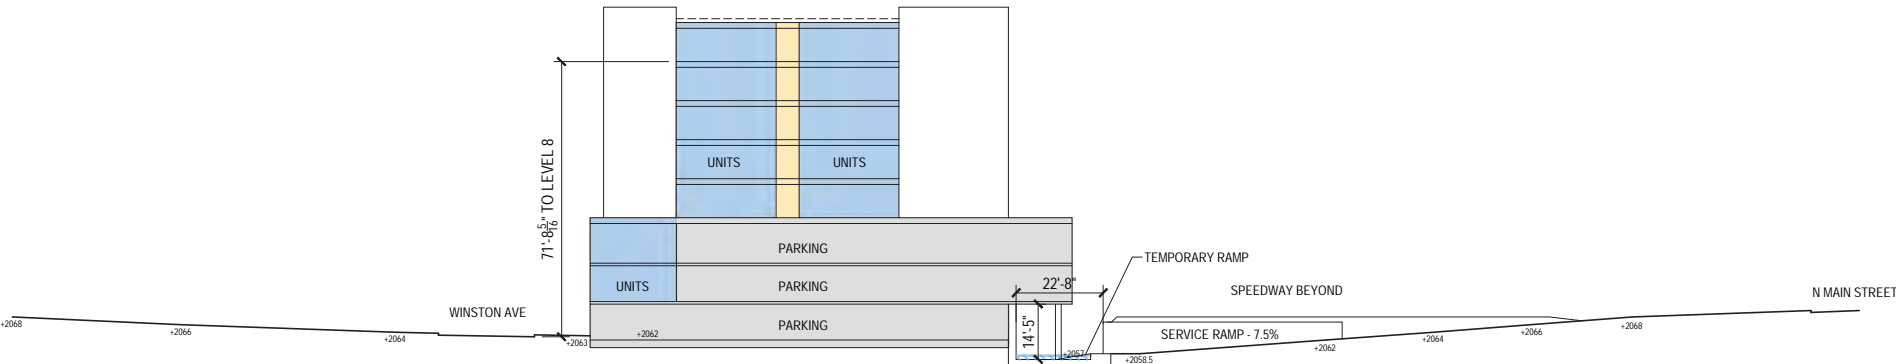 UNITS
UNITS
71'-8 5/16" TO LEVEL 8
PARKING
TEMPORARY RAMP
UNITS
PARKING
22'-8"
SPEEDWAY BEYOND
N MAIN STREET
WINSTON AVE
PARKING
14'-5"
SERVICE RAMP - 7.5%
+2068
+2066
+2064
+2063
+2062
+2057
+2058.5
+2062
+2064
+2066
+2068